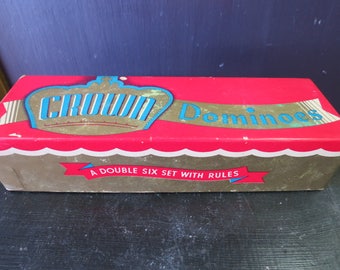 CROWN
Dominoes
A DOUBLE SIX SET WITH RULES